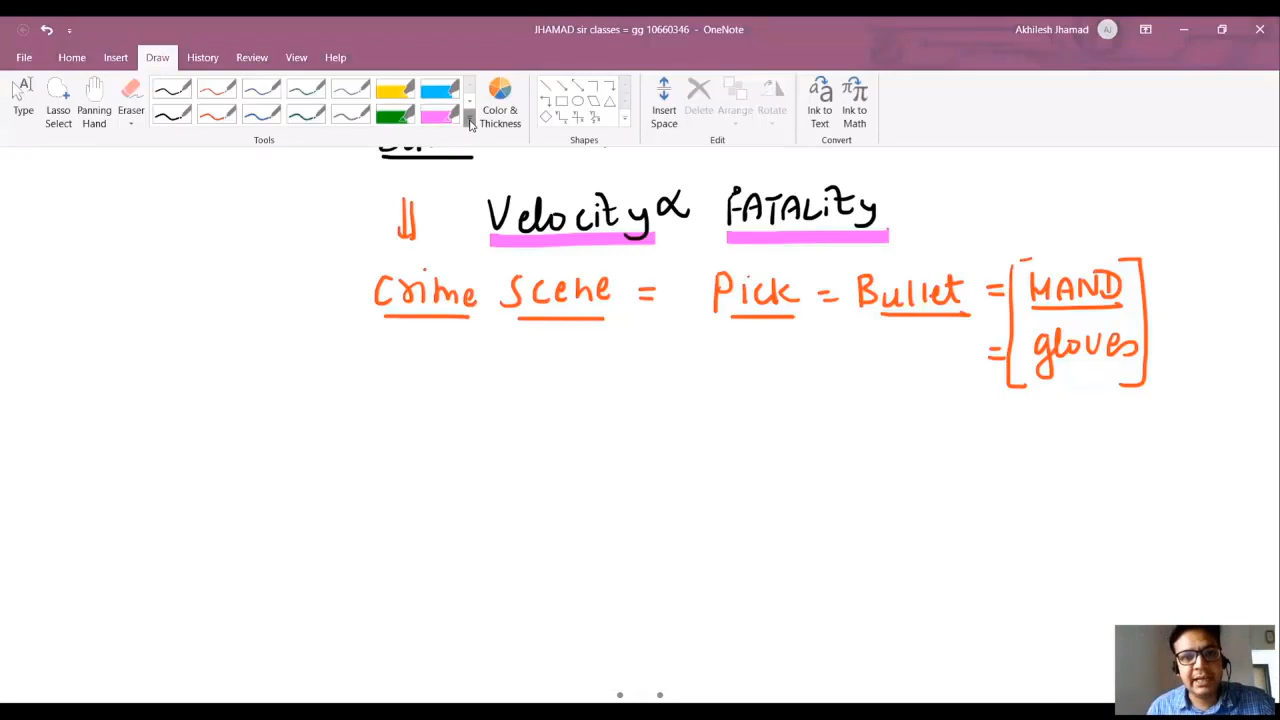 JHAMAD sir classes = gg 10660346 - OneNote
Akhilesh Jhamad AJ
File Home Insert Draw History Review View Help
Type
Lasso Select
Panning Hand
Eraser
Color & Thickness
Insert Space
Delete
Arrange
Rotate
Ink to Text
Ink to Math
Tools Shapes Edit Convert
Velocity ∝ FATALiTy
Crime Scene = Pick = Bullet = [HAND
= gloves]